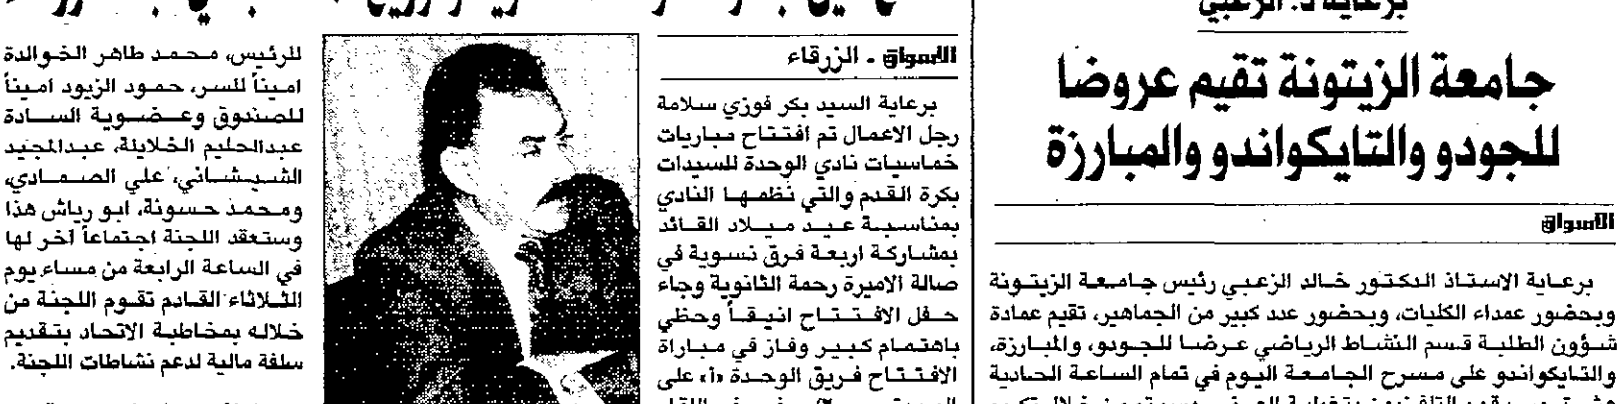 برعاية د. الزعبي
جامعة الزيتونة تقيم عروضا
للجودو والتايكواندو والمبارزة
الأسواق
برعاية الاستاذ الدكتور خالد الزعبي رئيس جامعة الزيتونة
وبحضور عمداء الكليات، وبحضور عدد كبير من الجماهير، تقيم عمادة
شؤون الطلبة قسم النشاط الرياضي عرضا للجودو، والمبارزة،
والتايكواندو على مسرح الجامعة اليوم في تمام الساعة الحادية
الأسواق - الزرقاء
برعاية السيد بكر فوزي سلامة
رجل الاعمال تم افتتاح مباريات
خماسيات نادي الوحدة للسيدات
بكرة القدم والتي نظمها النادي
بمناسبة عيد ميلاد القائد
بمشاركة اربعة فرق نسوية في
صالة الاميرة رحمة الثانوية وجاء
حفل الافتتاح انيقاً وحظي
باهتمام كبير وفاز في مباراة
الافتتاح فريق الوحدة «أ» على
للرئيس، محمد طاهر الخوالدة
اميناً للسر، حمود الزيود اميناً
للصندوق وعضوية السادة
عبدالحليم الخلايلة، عبدالمجيد
الشيشاني، علي الصمادي،
ومحمد حسونة، ابو رياش هذا
وستعقد اللجنة اجتماعاً آخر لها
في الساعة الرابعة من مساء يوم
الثلاثاء القادم تقوم اللجنة من
خلاله بمخاطبة الاتحاد بتقديم
سلفة مالية لدعم نشاطات اللجنة.